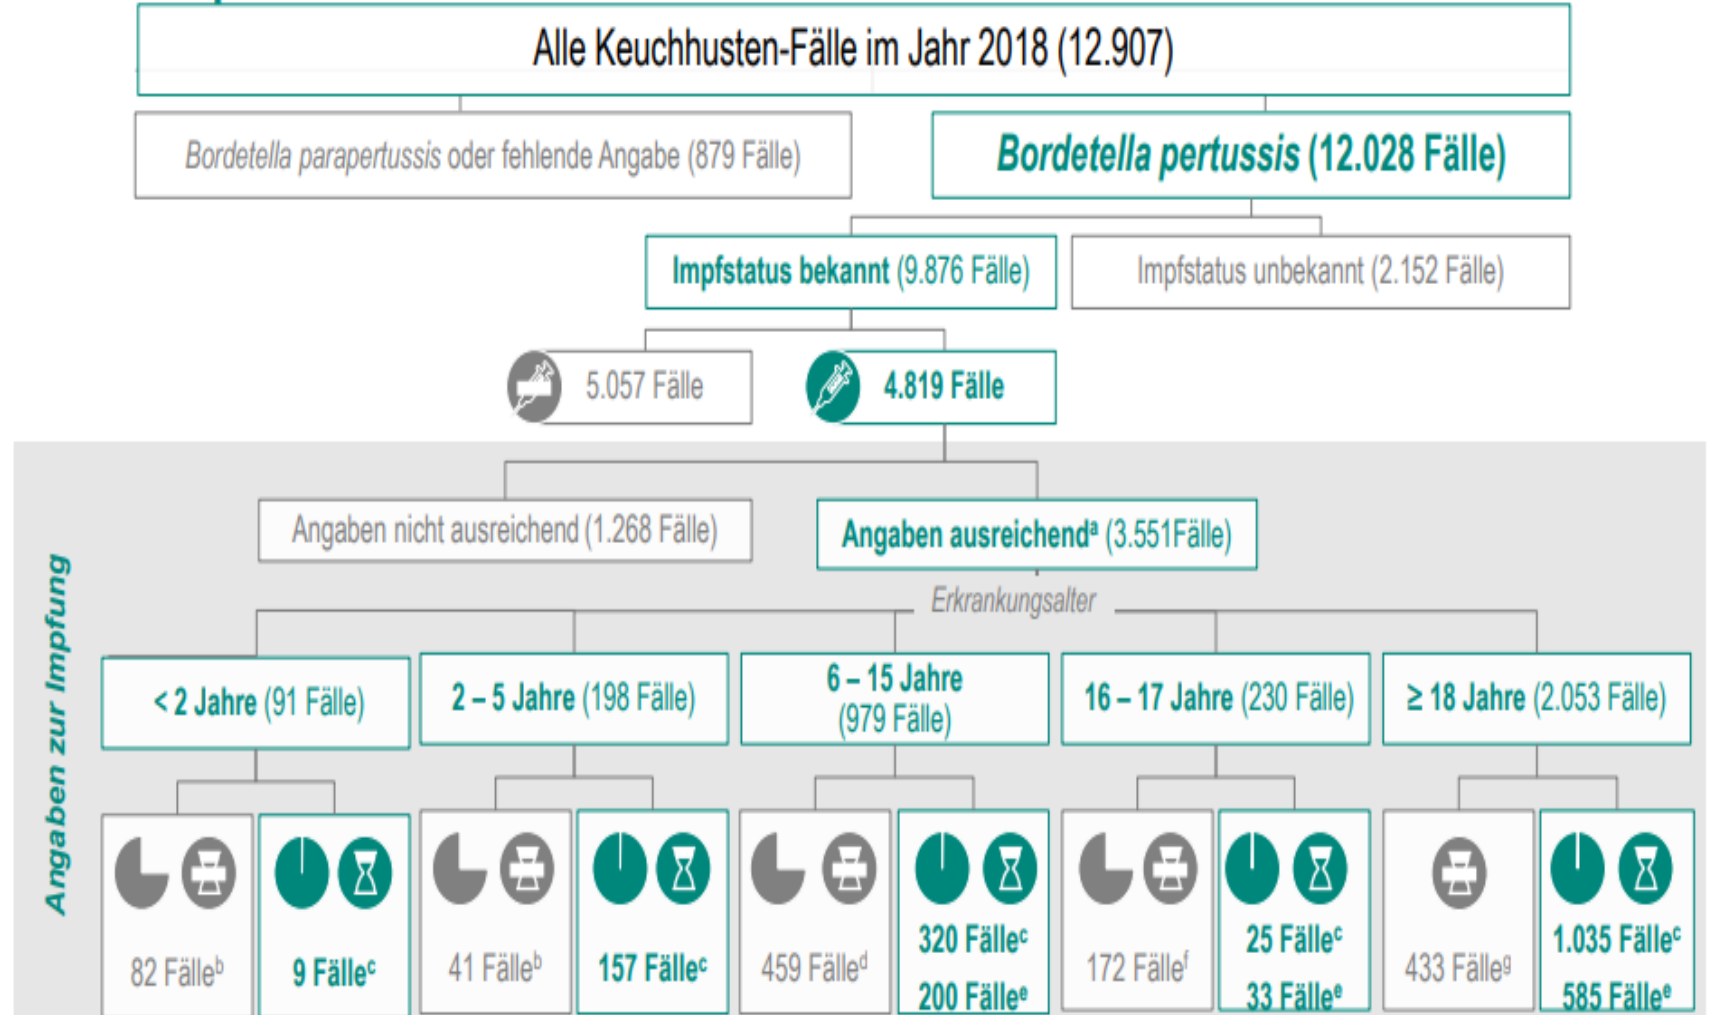 Alle Keuchhusten-Fälle im Jahr 2018 (12.907)
Bordetella parapertussis oder fehlende Angabe (879 Fälle)
Bordetella pertussis (12.028 Fälle)
Impfstatus bekannt (9.876 Fälle)
Impfstatus unbekannt (2.152 Fälle)
5.057 Fälle
4.819 Fälle
Angaben zur Impfung
Angaben nicht ausreichend (1.268 Fälle)
Angaben ausreichendᵃ (3.551Fälle)
Erkrankungsalter
< 2 Jahre (91 Fälle)
2 – 5 Jahre (198 Fälle)
6 – 15 Jahre
(979 Fälle)
16 – 17 Jahre (230 Fälle)
≥ 18 Jahre (2.053 Fälle)
82 Fälleᵇ
9 Fälleᶜ
41 Fälleᵇ
157 Fälleᶜ
459 Fälleᵈ
320 Fälleᶜ
200 Fälleᵉ
172 Fälleᶠ
25 Fälleᶜ
33 Fälleᵉ
433 Fälleᵍ
1.035 Fälleᶜ
585 Fälleᵉ